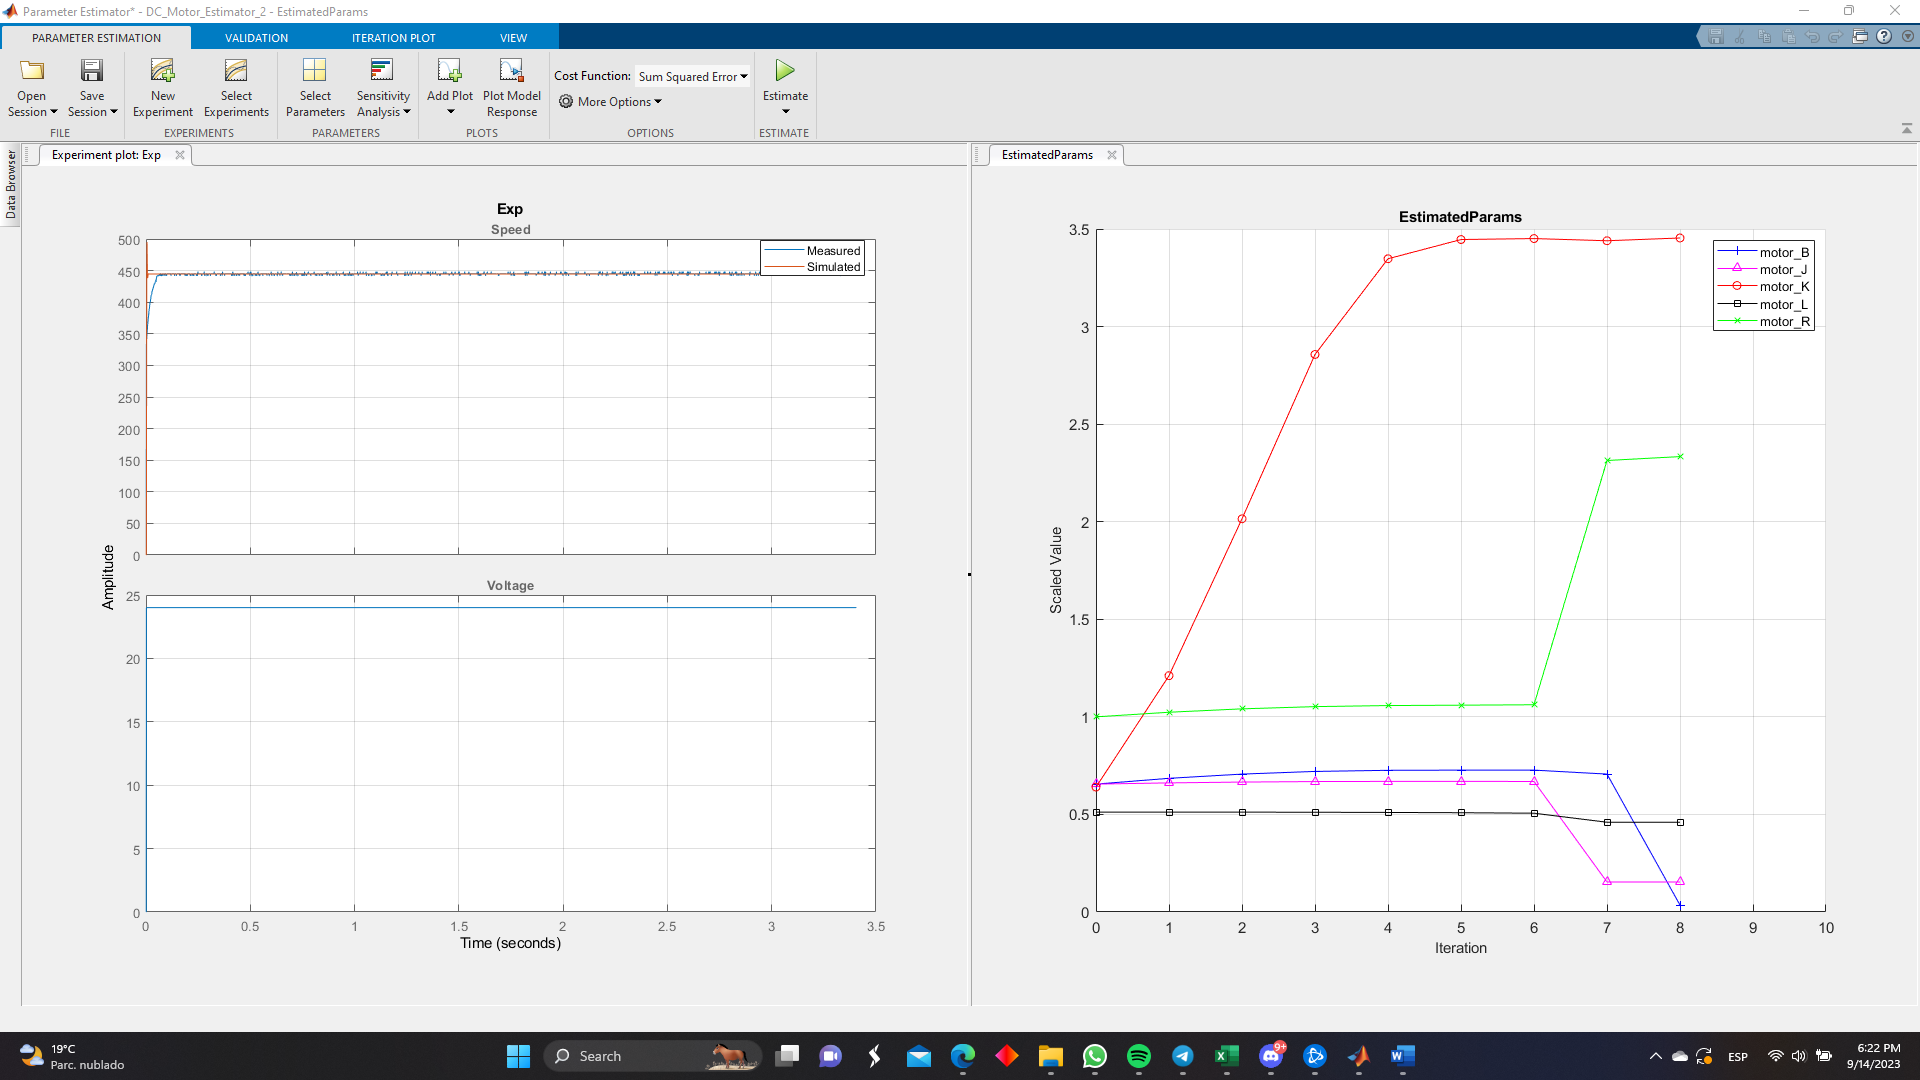 Parameter Estimator* - DC_Motor_Estimator_2 - EstimatedParams
PARAMETER ESTIMATION
VALIDATION
ITERATION PLOT
VIEW
Open Session
Save Session
New Experiment
Select Experiments
Select Parameters
Sensitivity Analysis
Add Plot
Plot Model Response
Cost Function: Sum Squared Error
More Options
Estimate
FILE
EXPERIMENTS
PARAMETERS
PLOTS
OPTIONS
ESTIMATE
Data Browser
Experiment plot: Exp
Exp
Speed
500
450
400
350
300
250
200
150
100
50
0
Measured
Simulated
Amplitude
Voltage
25
20
15
10
5
0
0 0.5 1 1.5 2 2.5 3 3.5
Time (seconds)
EstimatedParams
EstimatedParams
3.5
3
2.5
2
1.5
1
0.5
0
Scaled Value
motor_B
motor_J
motor_K
motor_L
motor_R
0 1 2 3 4 5 6 7 8 9 10
Iteration
19°C
Parc. nublado
Search
9+
ESP
6:22 PM
9/14/2023